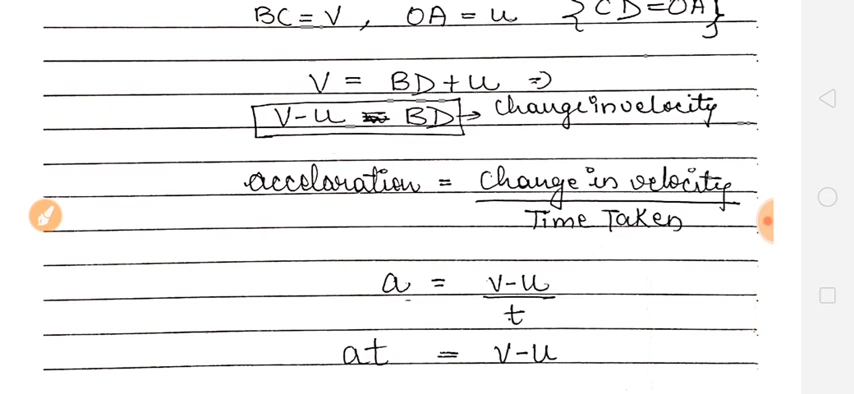 BC = V , OA = u { CD = OA }
V = BD + u ⇒
V - u = BD → Change in velocity
accelaration = Change in velocity
Time Taken
a = v - u
t
at = v - u